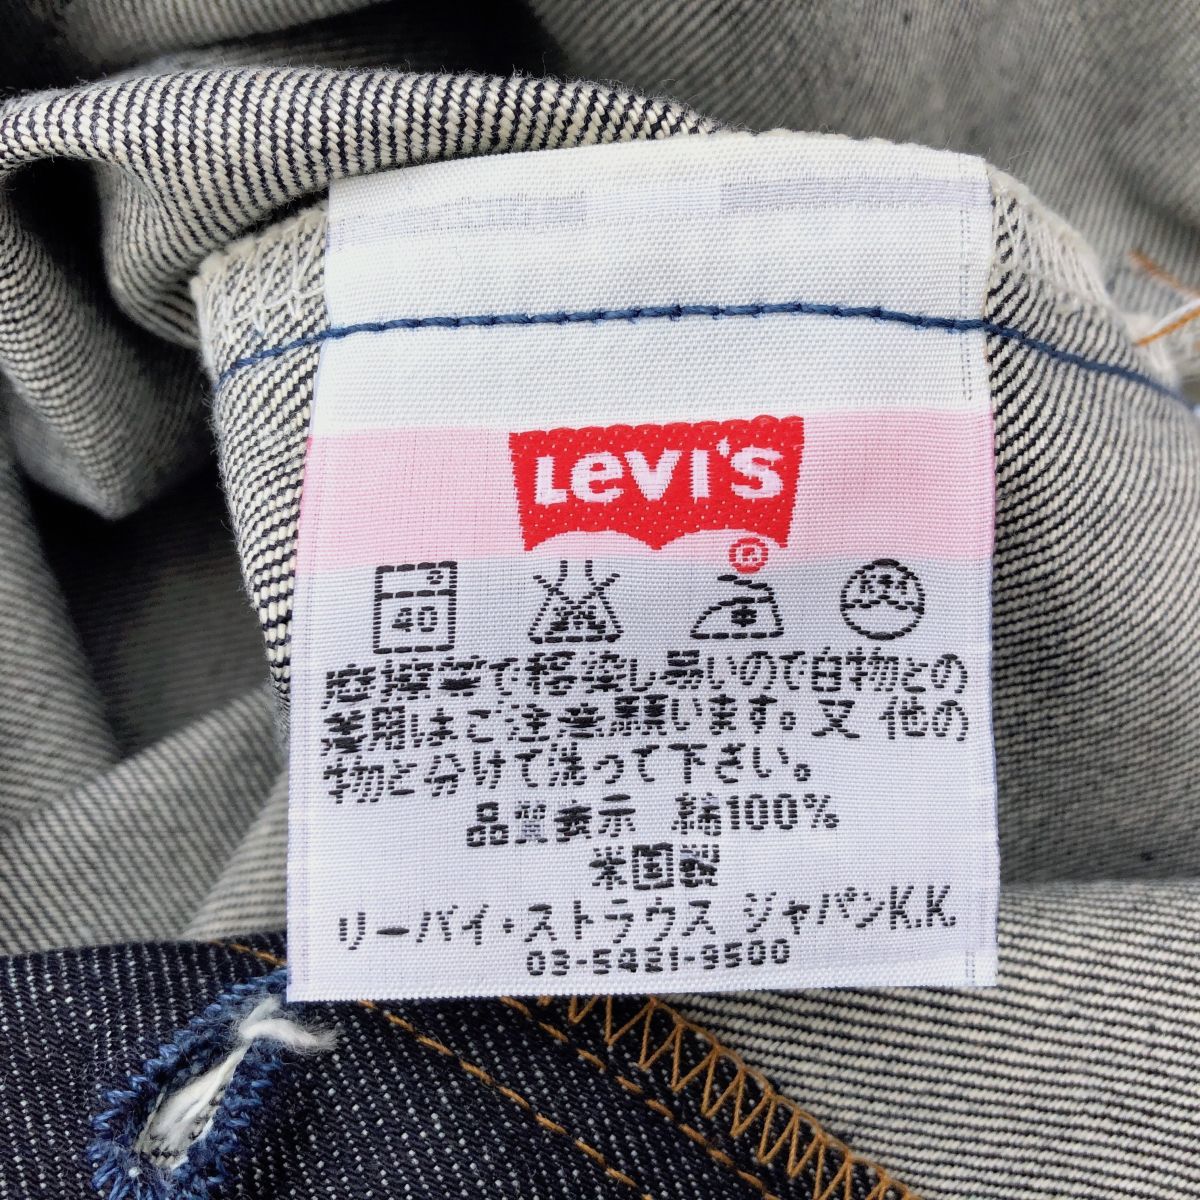 Levi's
®
40
摩擦等で移染し易いので白物との
着用はご注意願います。又 他の
物と分けて洗って下さい。
品質表示 綿100%
米国製
リーバイ・ストラウス ジャパンK.K.
03-5421-9500